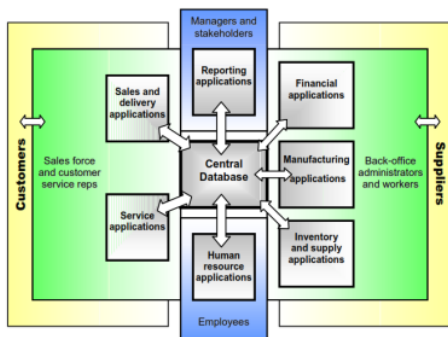 Managers and
stakeholders
Reporting
applications
Sales and
delivery
applications
Financial
applications
Customers
Sales force
and customer
service reps
Central
Database
Manufacturing
applications
Back-office
administrators
and workers
Suppliers
Service
applications
Human
resource
applications
Inventory
and supply
applications
Employees